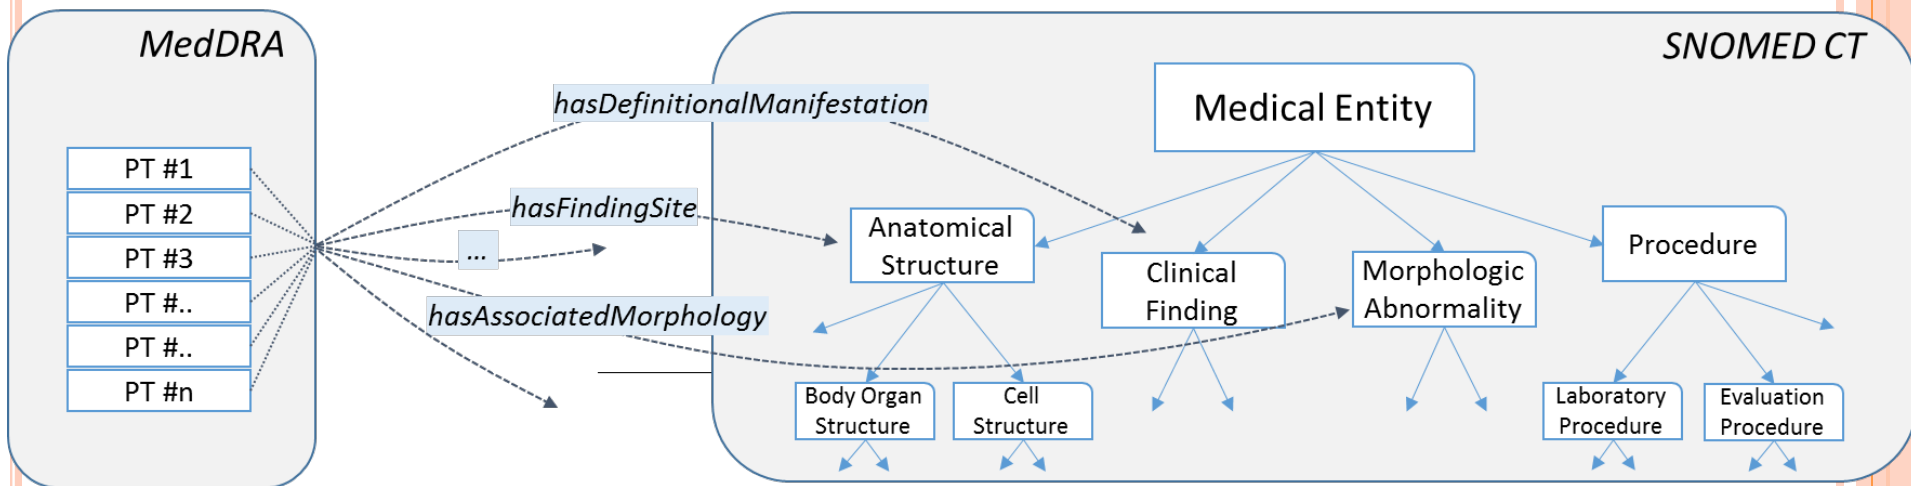 MedDRA
PT #1
PT #2
PT #3
PT #..
PT #..
PT #n
hasDefinitionalManifestation
hasFindingSite
...
hasAssociatedMorphology
SNOMED CT
Medical Entity
Anatomical
Structure
Clinical
Finding
Morphologic
Abnormality
Procedure
Body Organ
Structure
Cell
Structure
Laboratory
Procedure
Evaluation
Procedure